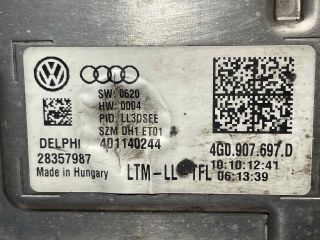 SW: 0620
HW: 0004
PID: LL3DSEE
SZM DH1 ET01
DELPHI 401140244
28357987
Made in Hungary
LTM-LL TFL
4G0.907.697.D
10:10:12:41
06:13:39